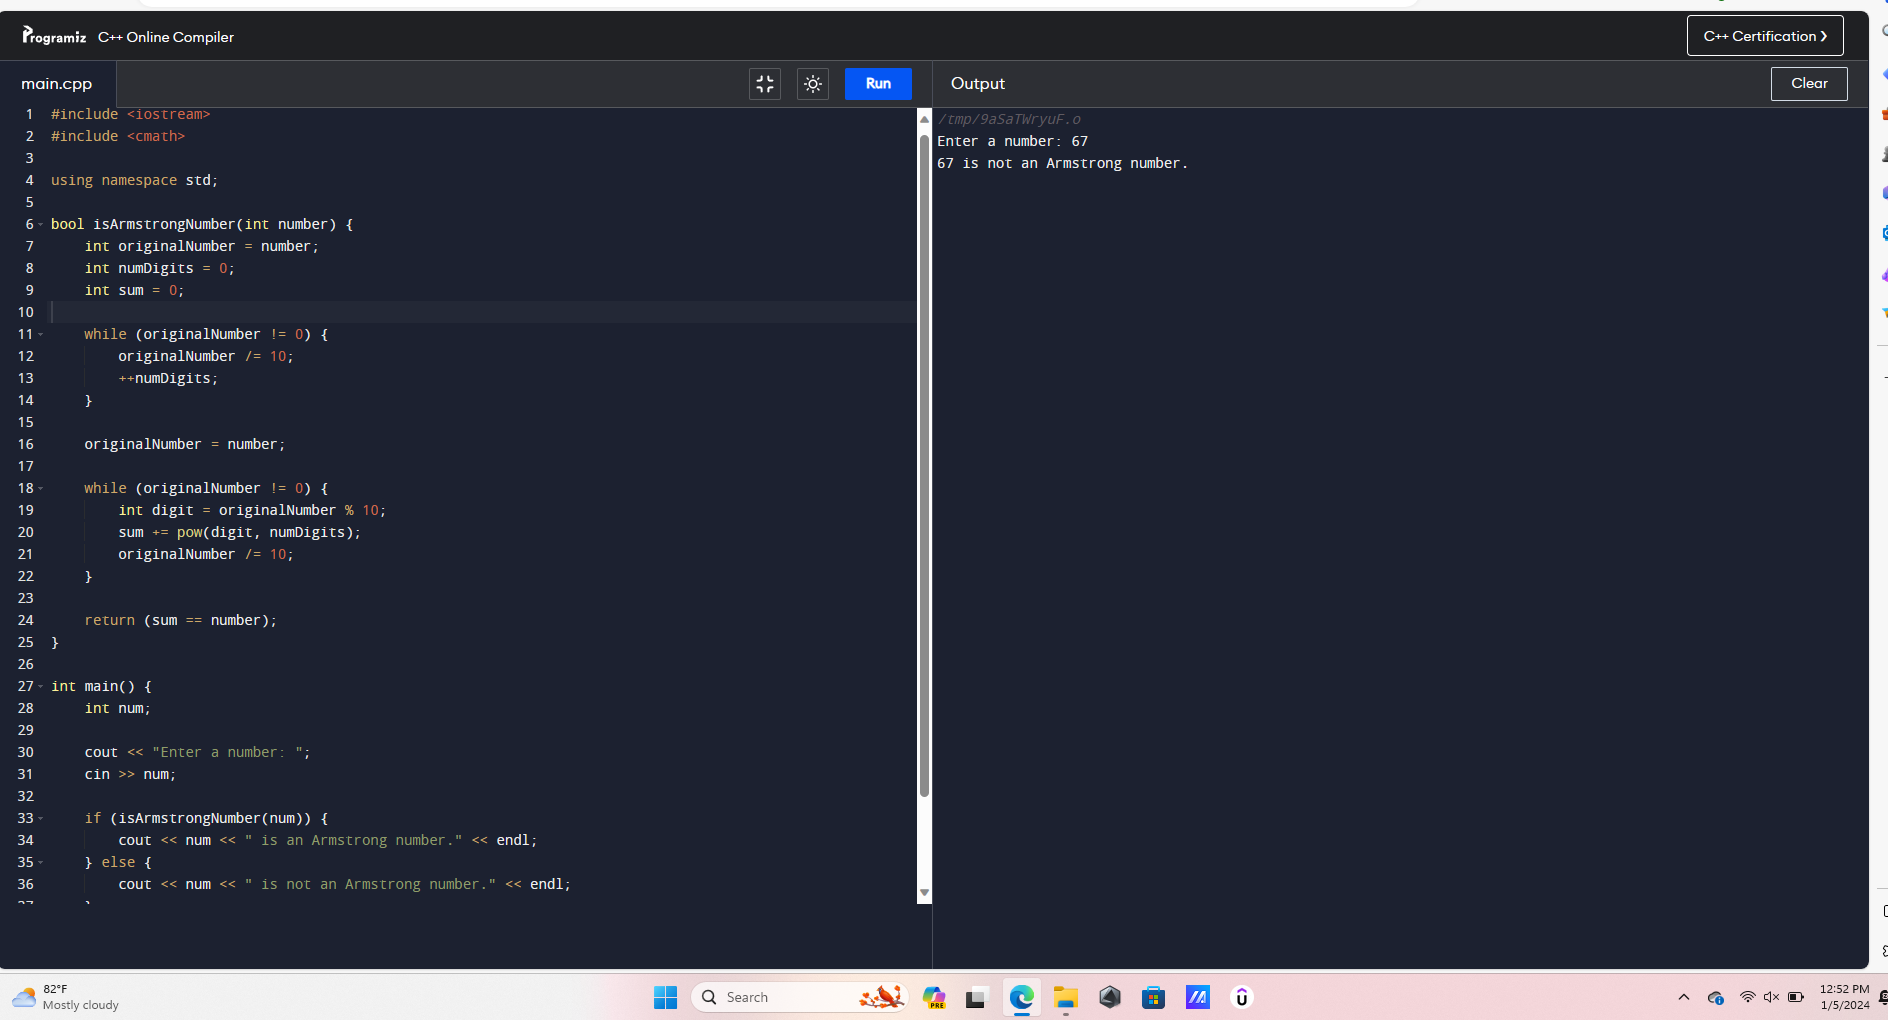 Programiz C++ Online Compiler
C++ Certification ›
main.cpp
Run
Output
Clear
1 #include <iostream>
2 #include <cmath>
3
4 using namespace std;
5
6 bool isArmstrongNumber(int number) {
7     int originalNumber = number;
8     int numDigits = 0;
9     int sum = 0;
10
11     while (originalNumber != 0) {
12         originalNumber /= 10;
13         ++numDigits;
14     }
15
16     originalNumber = number;
17
18     while (originalNumber != 0) {
19         int digit = originalNumber % 10;
20         sum += pow(digit, numDigits);
21         originalNumber /= 10;
22     }
23
24     return (sum == number);
25 }
26
27 int main() {
28     int num;
29
30     cout << "Enter a number: ";
31     cin >> num;
32
33     if (isArmstrongNumber(num)) {
34         cout << num << " is an Armstrong number." << endl;
35     } else {
36         cout << num << " is not an Armstrong number." << endl;
/tmp/9aSaTWryuF.o
Enter a number: 67
67 is not an Armstrong number.
82°F
Mostly cloudy
Search
PRE
12:52 PM
1/5/2024